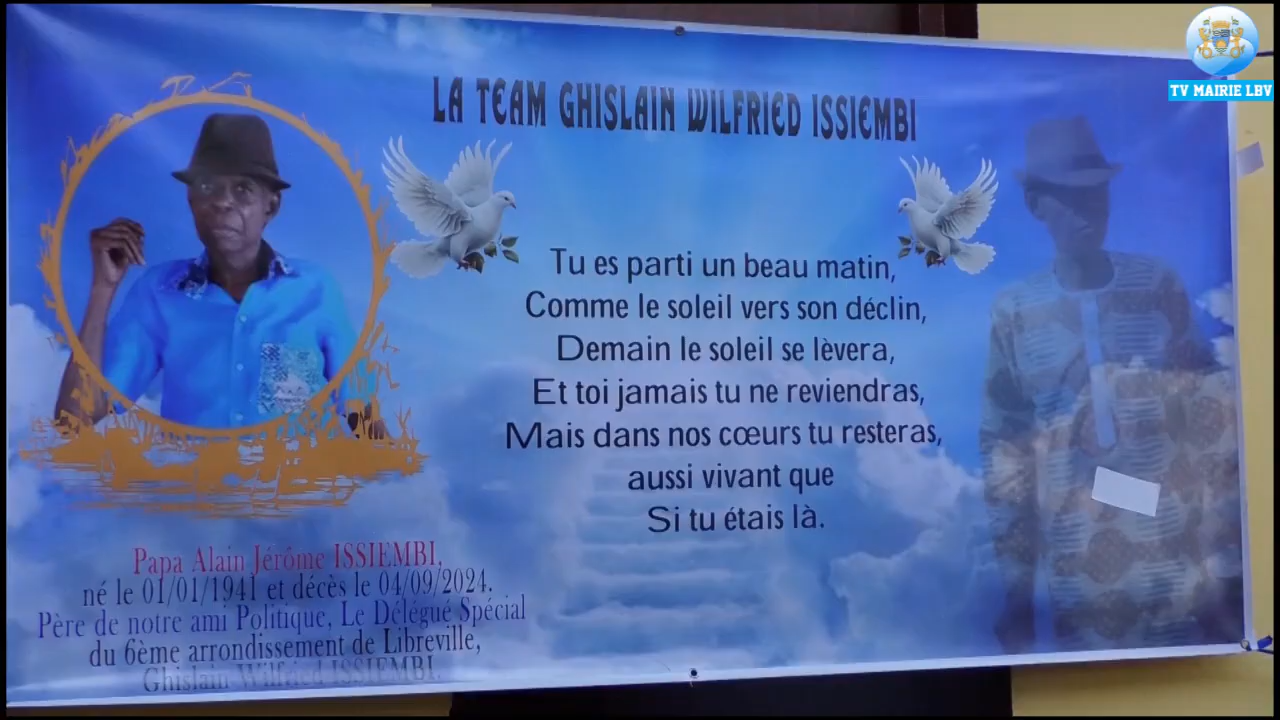 TV MAIRIE LBV
LA TEAM GHISLAIN WILFRIED ISSIEMBI
Tu es parti un beau matin,
Comme le soleil vers son déclin,
Demain le soleil se lèvera,
Et toi jamais tu ne reviendras,
Mais dans nos cœurs tu resteras,
aussi vivant que
Si tu étais là.
Papa Alain Jérôme ISSIEMBI,
né le 01/01/1941 et décès le 04/09/2024.
Père de notre ami Politique, Le Délégué Spécial
du 6ème arrondissement de Libreville,
Ghislain Wilfried ISSIEMBI.